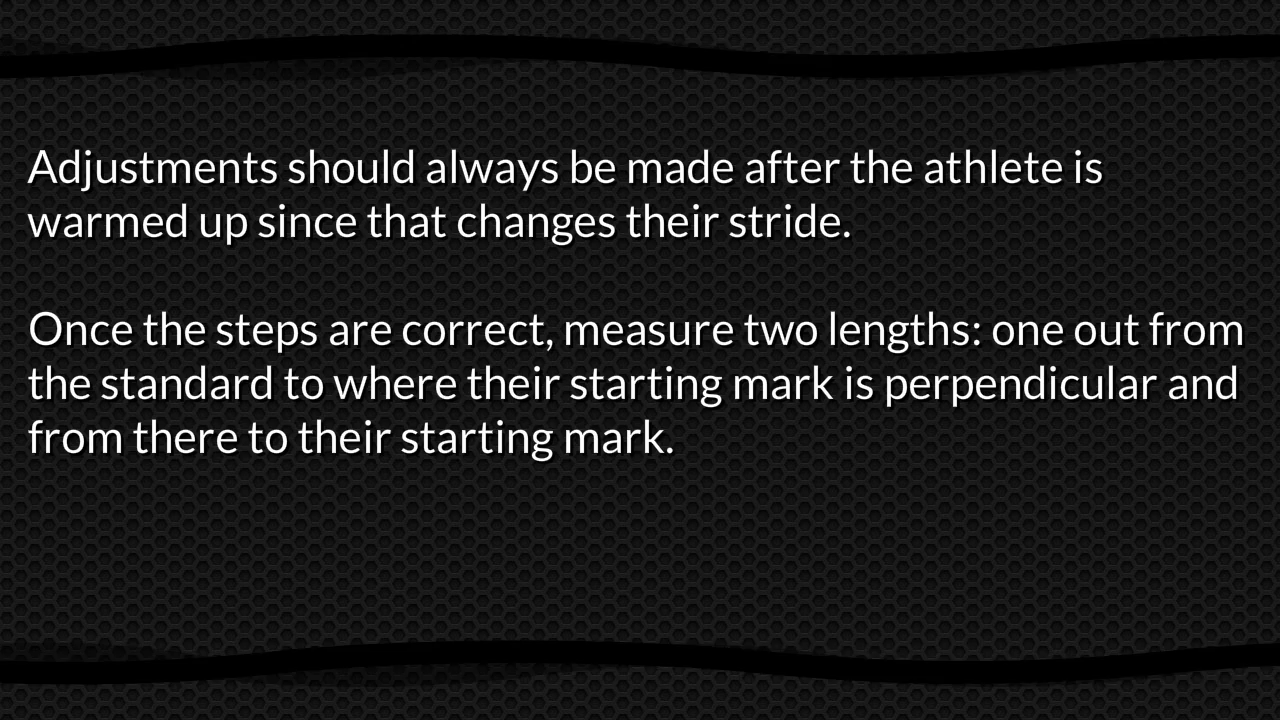 Adjustments should always be made after the athlete is
warmed up since that changes their stride.
Once the steps are correct, measure two lengths: one out from
the standard to where their starting mark is perpendicular and
from there to their starting mark.